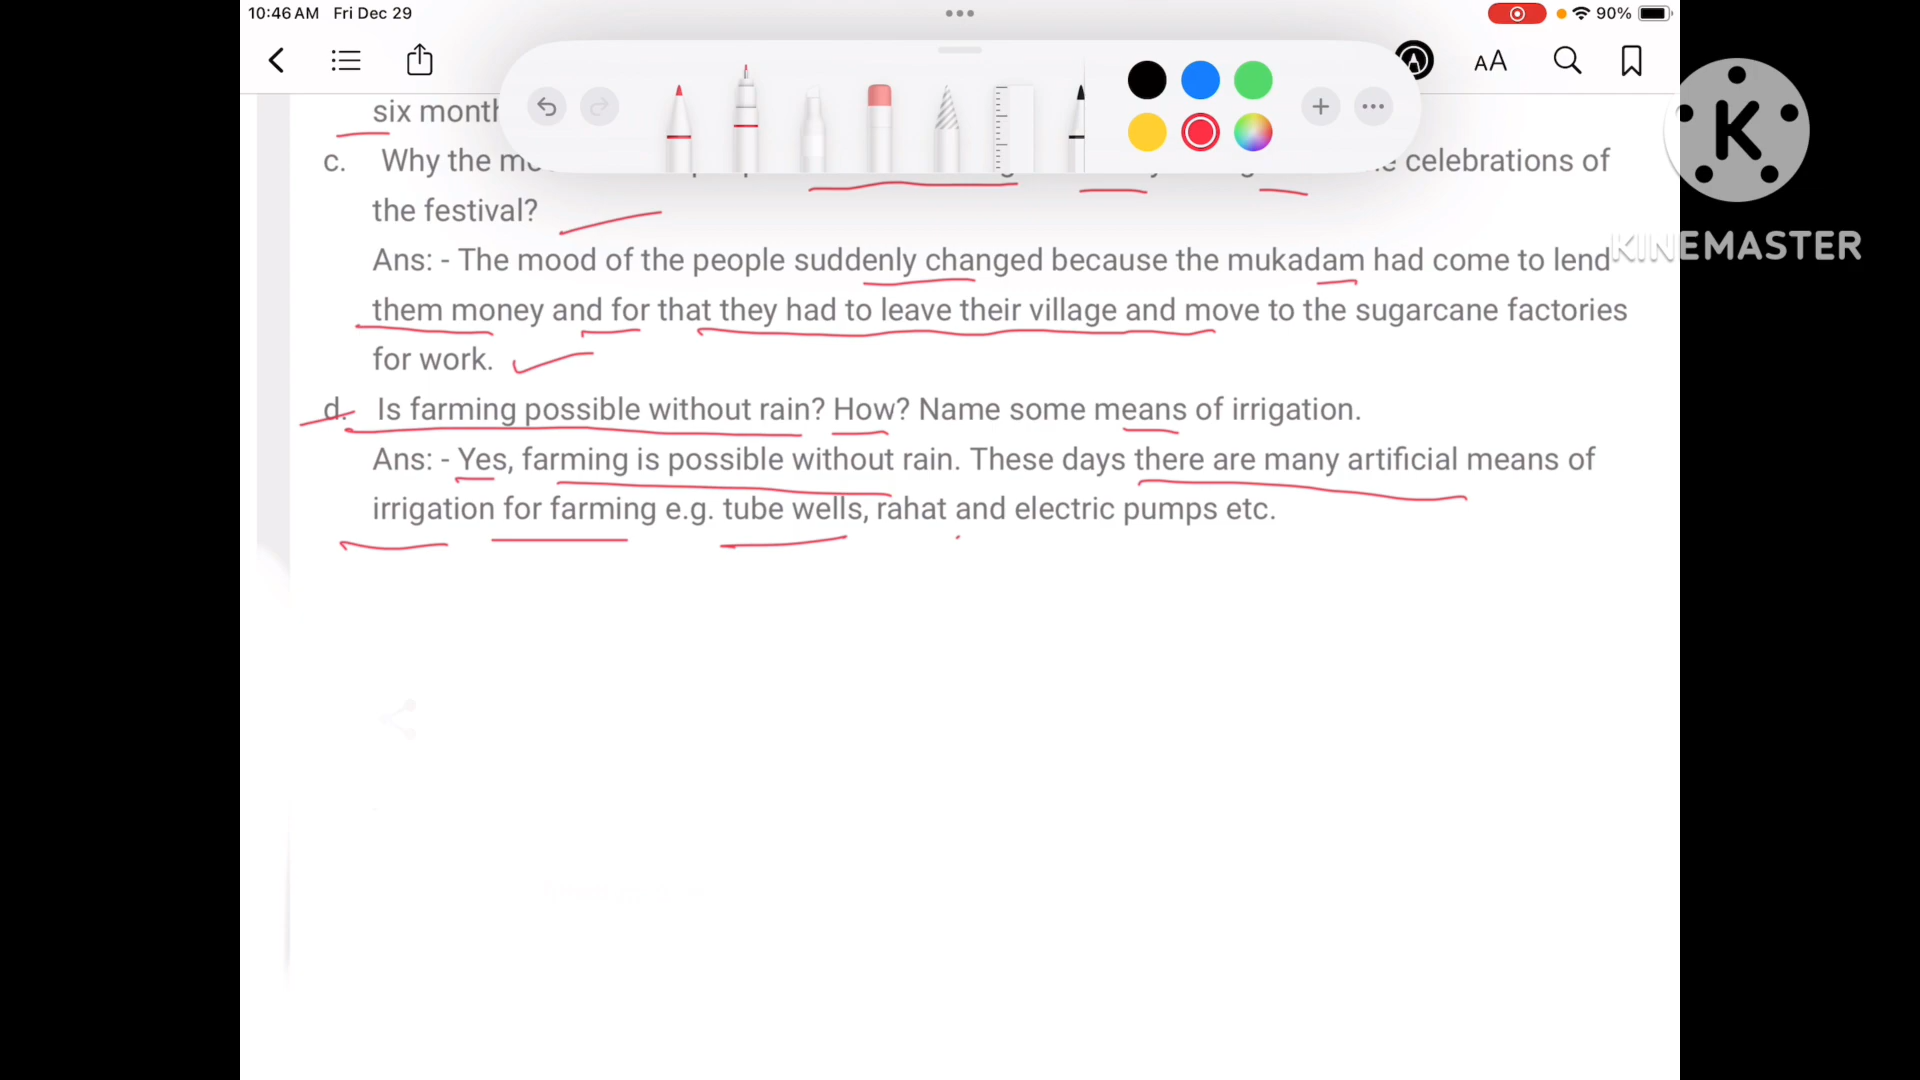 10:46 AM Fri Dec 29
90%
AA
six month
c. Why the celebrations of
the festival?
Ans: - The mood of the people suddenly changed because the mukadam had come to lend
them money and for that they had to leave their village and move to the sugarcane factories
for work.
d. Is farming possible without rain? How? Name some means of irrigation.
Ans: - Yes, farming is possible without rain. These days there are many artificial means of
irrigation for farming e.g. tube wells, rahat and electric pumps etc.
K
KINEMASTER